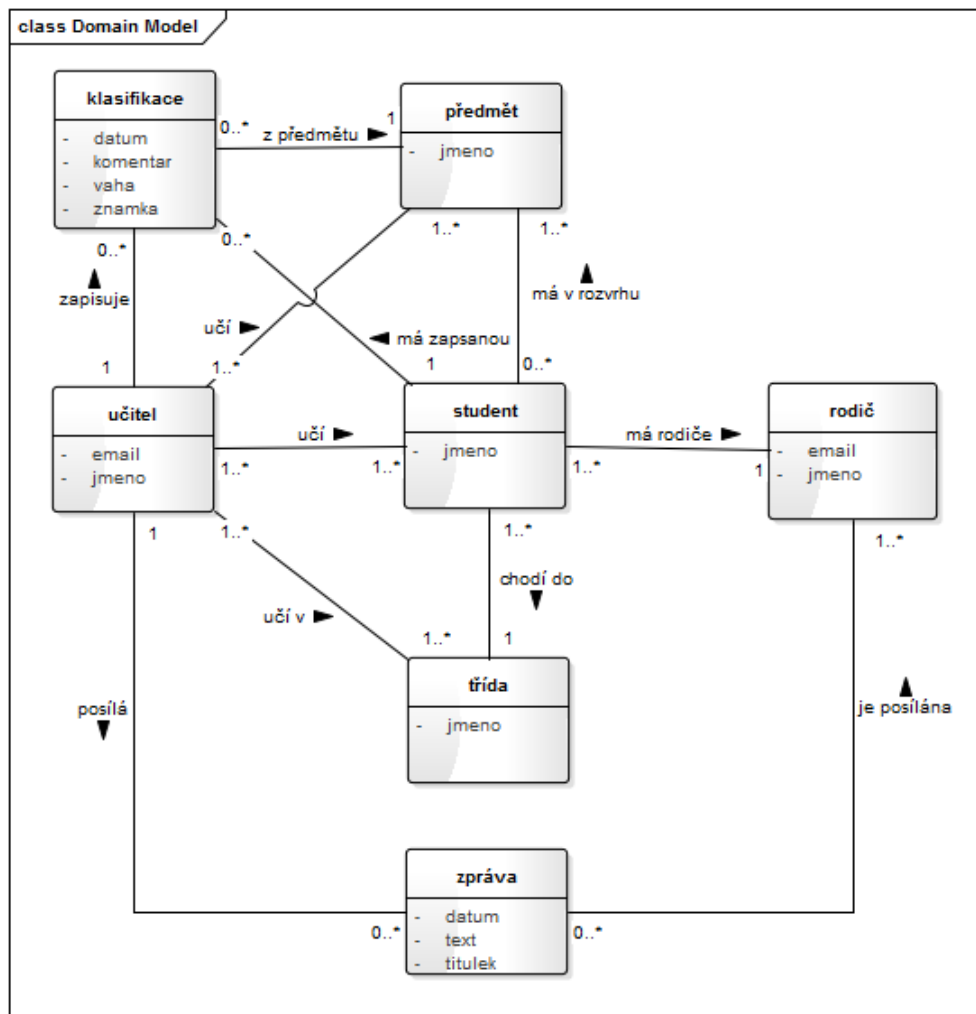 class Domain Model
klasifikace
- datum
- komentar
- vaha
- znamka
předmět
- jmeno
0..*
z předmětu
1
0..*
0..*
1..*
1..*
zapisuje
má v rozvrhu
učí
má zapsanou
1
1..*
1
0..*
učitel
- email
- jmeno
student
- jmeno
rodič
- email
- jmeno
učí
1..*
1..*
má rodiče
1..*
1
1
1..*
1..*
1..*
chodí do
učí v
1..*
1
třída
- jmeno
posílá
je posílána
zpráva
- datum
- text
- titulek
0..*
0..*